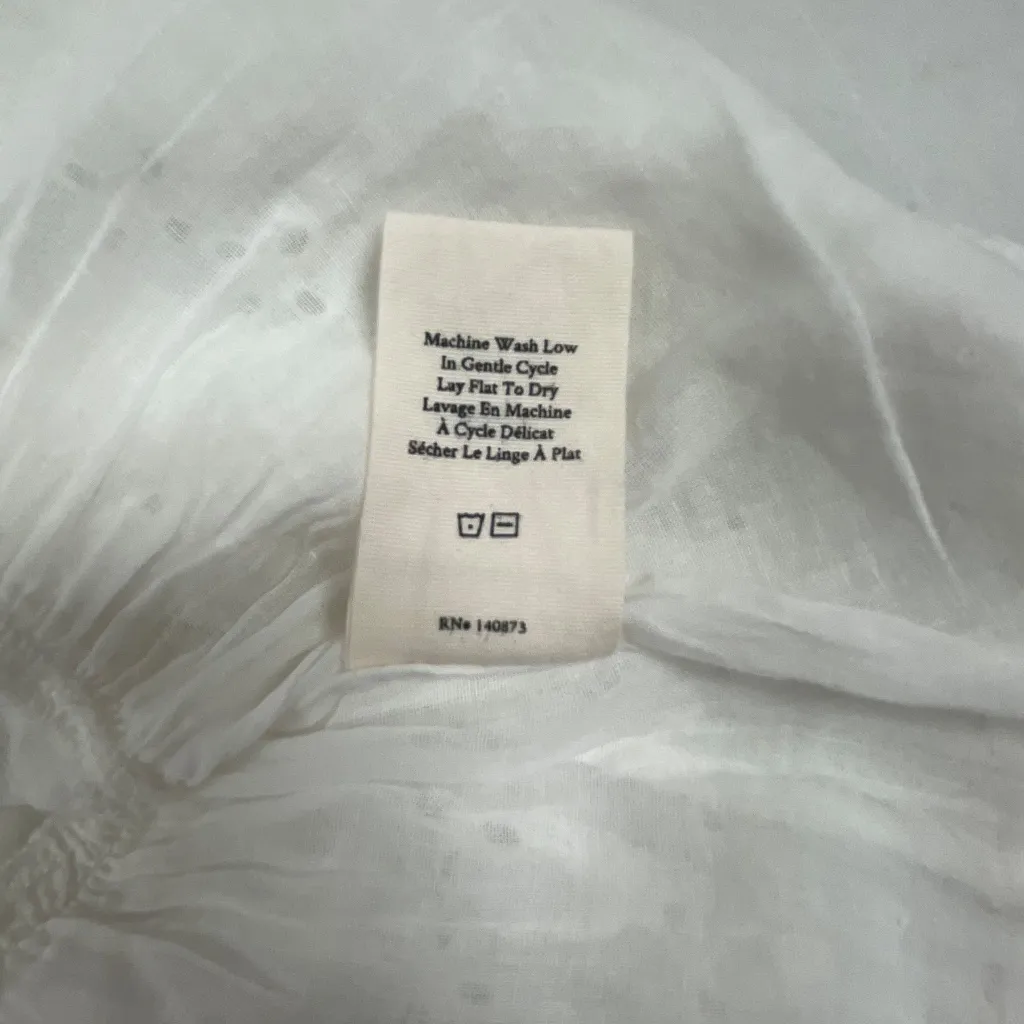 Machine Wash Low
In Gentle Cycle
Lay Flat To Dry
Lavage En Machine
À Cycle Délicat
Sécher Le Linge À Plat
RN# 140873